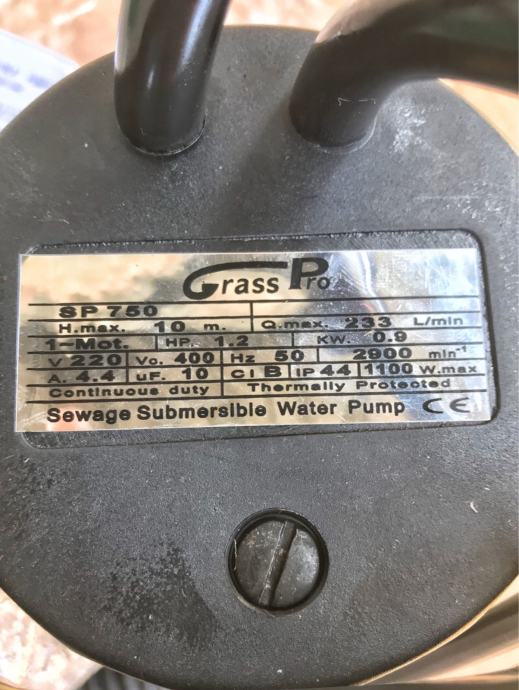 Grass Pro
SP 750
H.max. 10 m. Q.max. 233 L/min
1-Mot. HP. 1.2 KW. 0.9
V 220 Vo. 400 Hz 50 2900 min⁻¹
A. 4.4 uF. 10 Cl B IP 44 1100 W.max
Continuous duty Thermally Protected
Sewage Submersible Water Pump CE